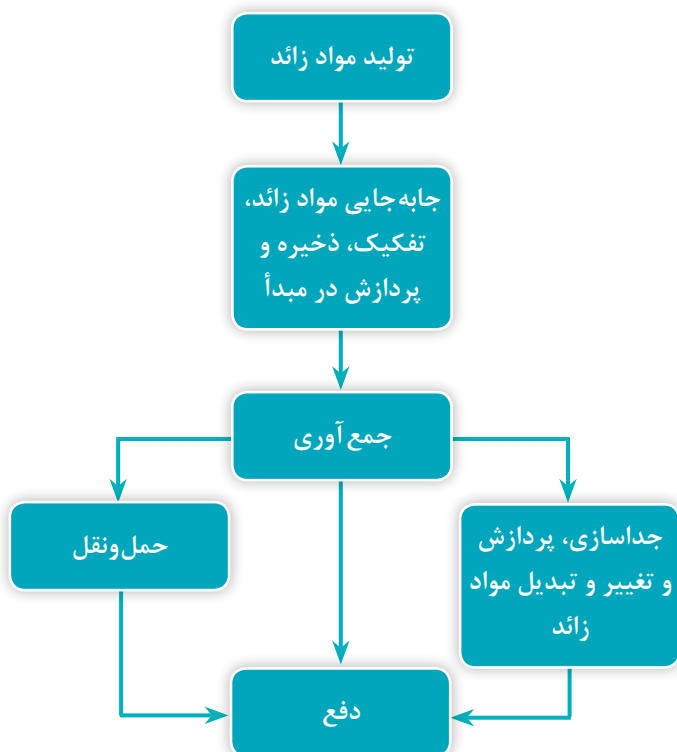 تولید مواد زائد
جابه‌جایی مواد زائد،
تفکیک، ذخیره و
پردازش در مبدأ
جمع‌آوری
جداسازی، پردازش
و تغییر و تبدیل مواد
زائد
حمل‌ونقل
دفع